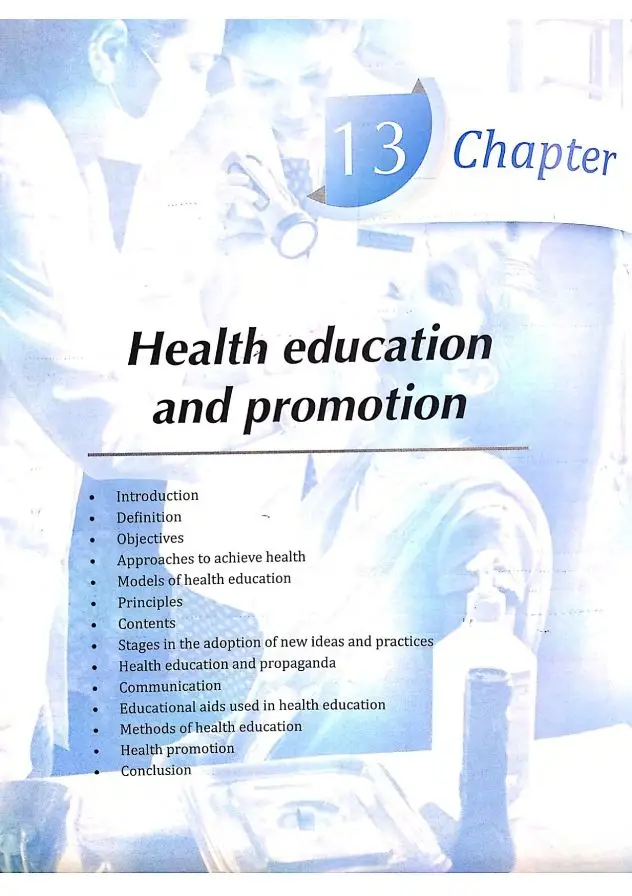 13 Chapter
Health education
and promotion
• Introduction
• Definition
• Objectives
• Approaches to achieve health
• Models of health education
• Principles
• Contents
• Stages in the adoption of new ideas and practices
• Health education and propaganda
• Communication
• Educational aids used in health education
• Methods of health education
• Health promotion
• Conclusion